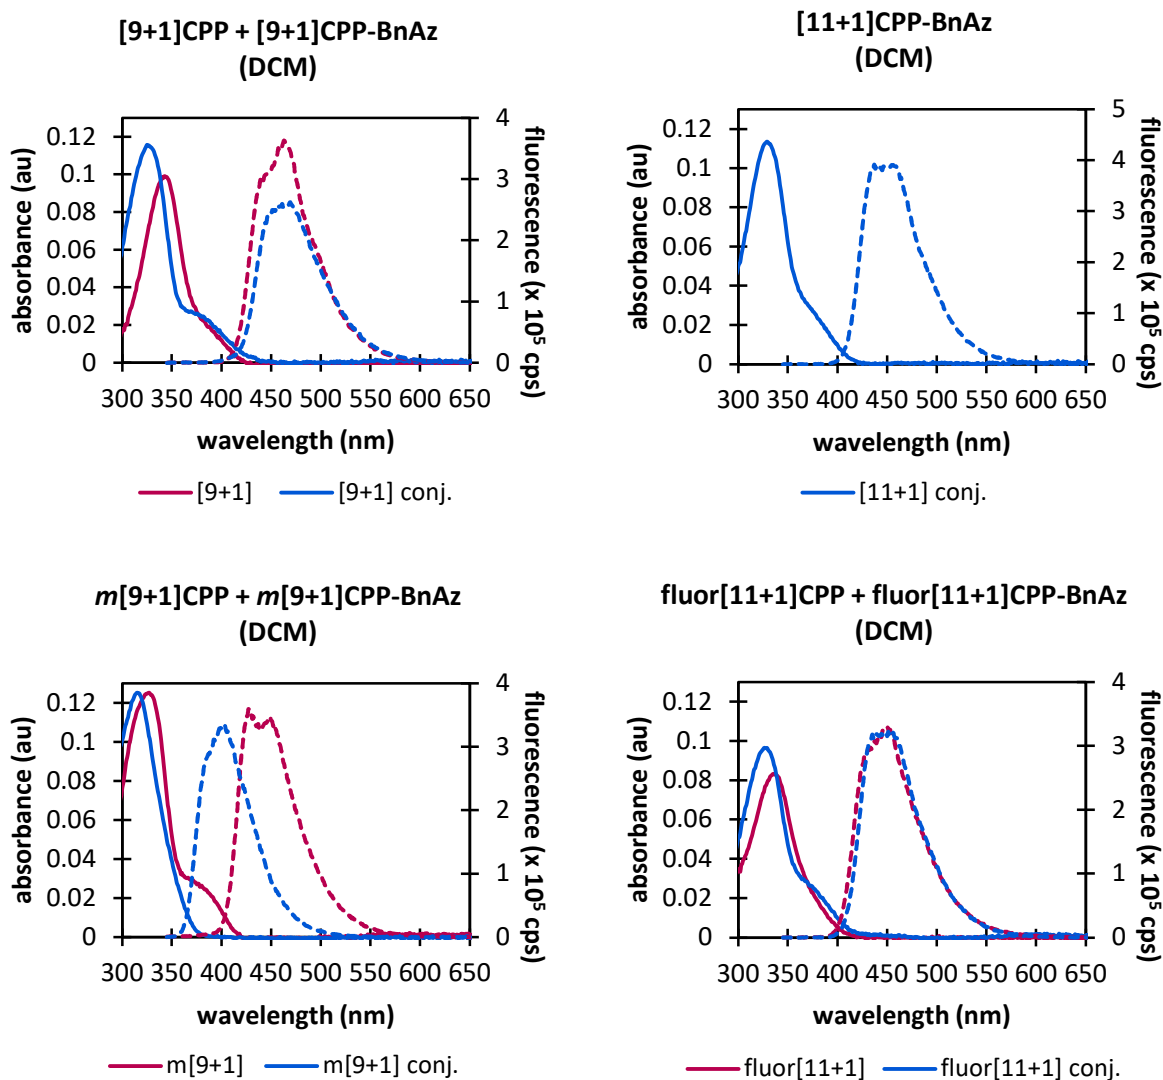 [9+1]CPP + [9+1]CPP-BnAz
(DCM)
absorbance (au)
0.12
0.1
0.08
0.06
0.04
0.02
0
4
3
2
1
0
fluorescence (x 10⁵ cps)
300 350 400 450 500 550 600 650
wavelength (nm)
[9+1] [9+1] conj.
[11+1]CPP-BnAz
(DCM)
absorbance (au)
0.12
0.1
0.08
0.06
0.04
0.02
0
5
4
3
2
1
0
fluorescence (x 10⁵ cps)
300 350 400 450 500 550 600 650
wavelength (nm)
[11+1] conj.
m[9+1]CPP + m[9+1]CPP-BnAz
(DCM)
absorbance (au)
0.12
0.1
0.08
0.06
0.04
0.02
0
4
3
2
1
0
fluorescence (x 10⁵ cps)
300 350 400 450 500 550 600 650
wavelength (nm)
m[9+1] m[9+1] conj.
fluor[11+1]CPP + fluor[11+1]CPP-BnAz
(DCM)
absorbance (au)
0.12
0.1
0.08
0.06
0.04
0.02
0
4
3
2
1
0
fluorescence (x 10⁵ cps)
300 350 400 450 500 550 600 650
wavelength (nm)
fluor[11+1] fluor[11+1] conj.